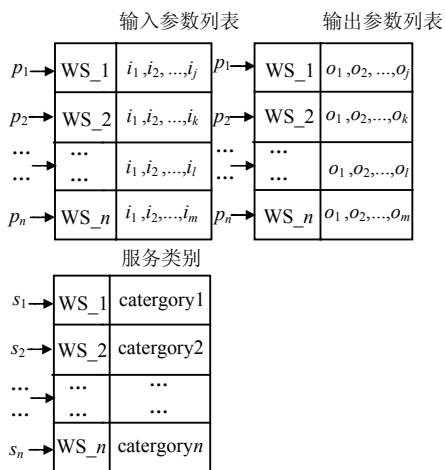 输入参数列表 输出参数列表
p1 WS_1 i1 ,i2, ...,ij p1 WS_1 o1 ,o2, ...,oj
p2 WS_2 i1 ,i2,...,ik p2 WS_2 o1 ,o2,...,ok
... ... ... ...
... ... i1 ,i2,...,il ... ... o1 ,o2,...,ol
pn WS_n i1 ,i2,...,im pn WS_n o1 ,o2,...,om
服务类别
s1 WS_1 catergory1
s2 WS_2 catergory2
... ... ...
... ... ...
sn WS_n catergoryn